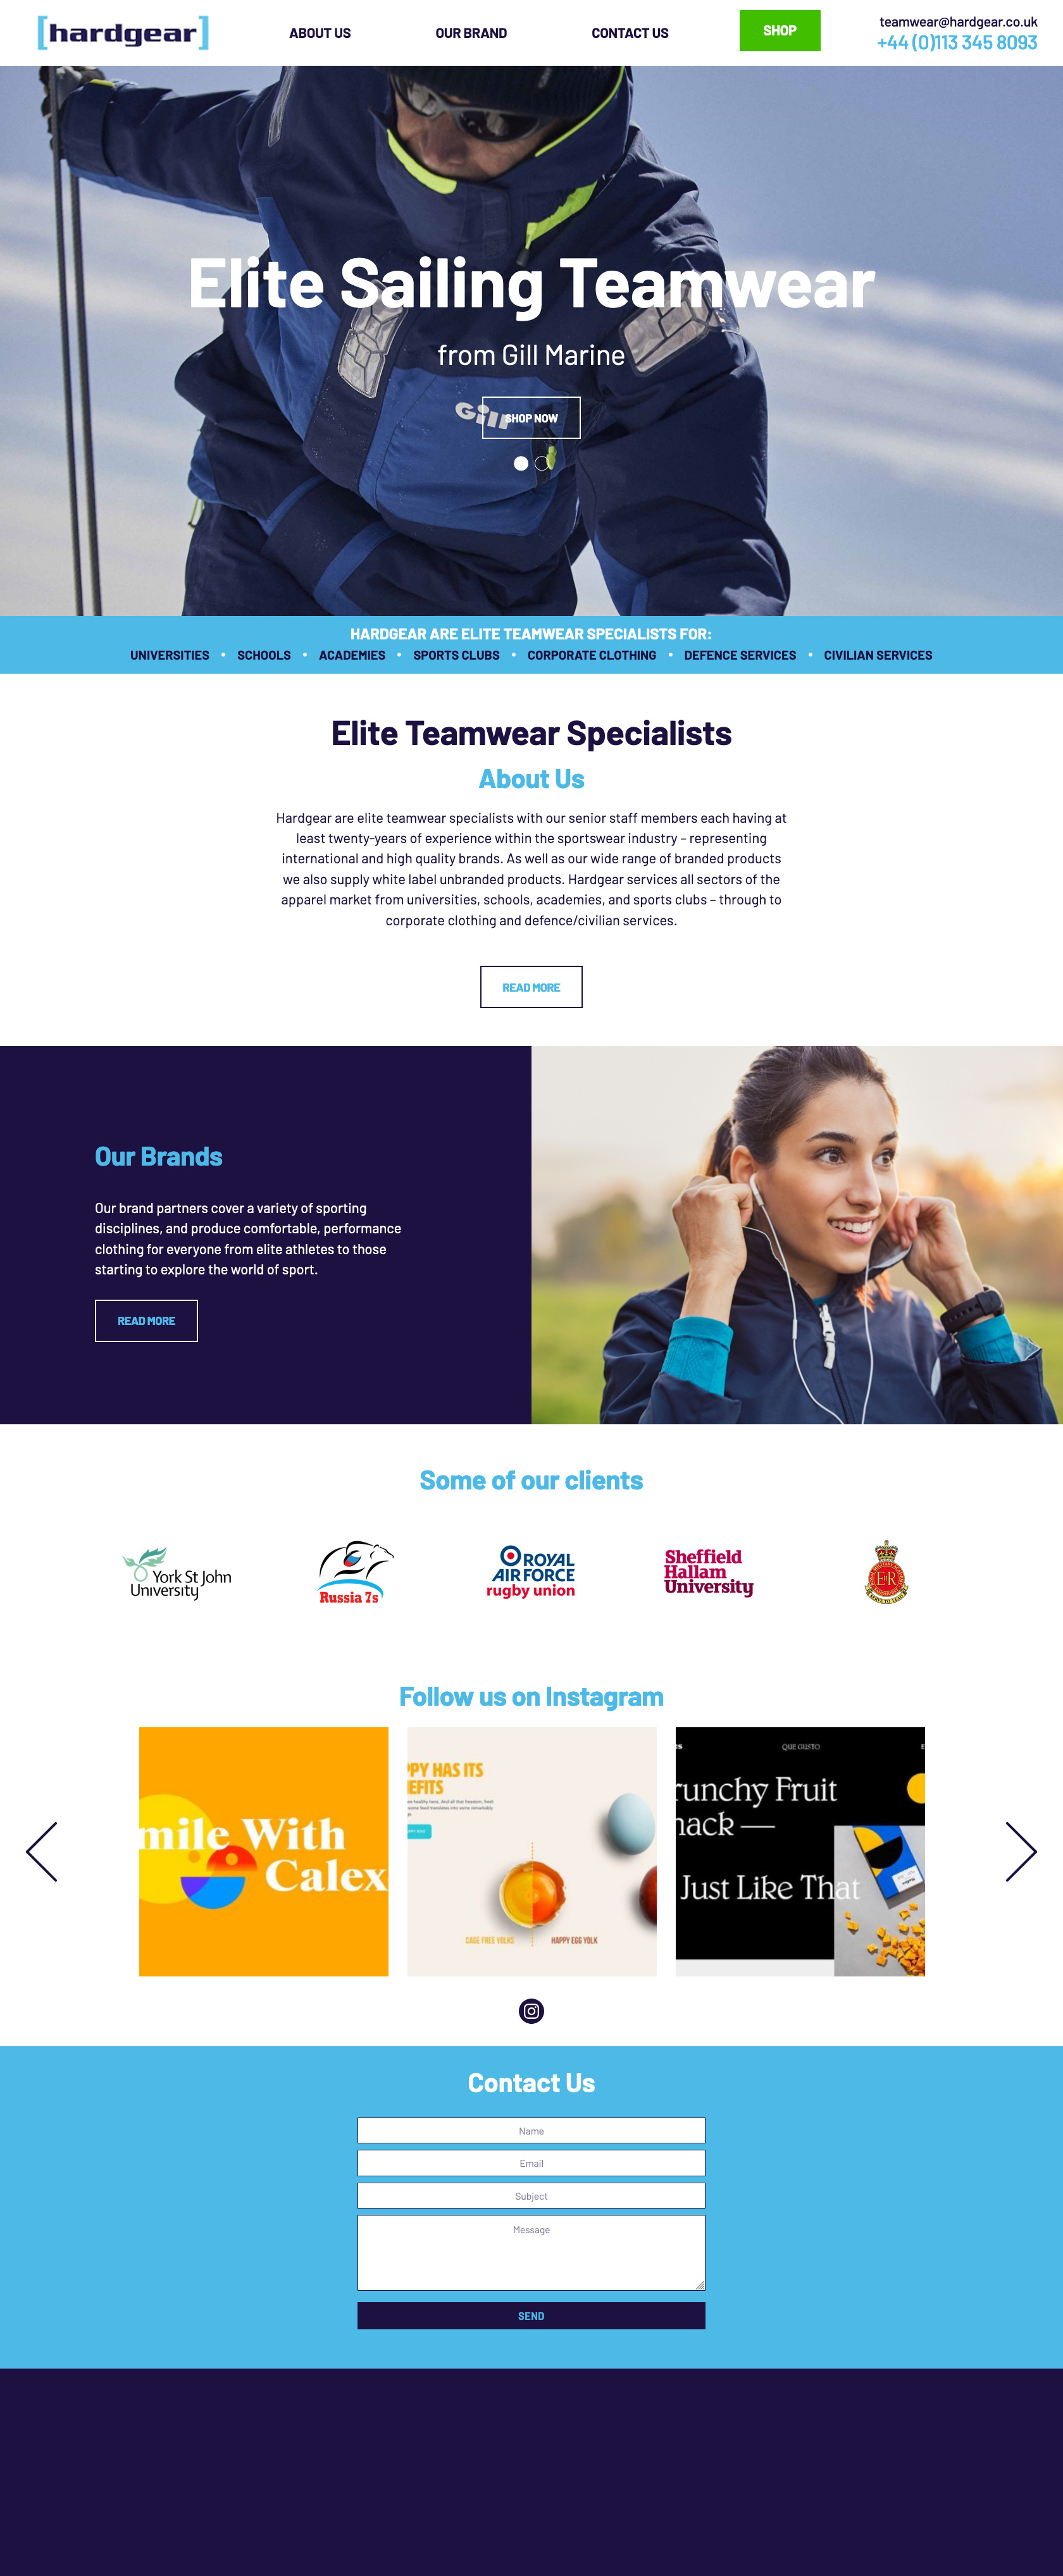 [hardgear]
ABOUT US
OUR BRAND
CONTACT US
SHOP
teamwear@hardgear.co.uk
+44 (0)113 345 8093
Elite Sailing Teamwear
from Gill Marine
Gill
SHOP NOW
HARDGEAR ARE ELITE TEAMWEAR SPECIALISTS FOR:
UNIVERSITIES • SCHOOLS • ACADEMIES • SPORTS CLUBS • CORPORATE CLOTHING • DEFENCE SERVICES • CIVILIAN SERVICES
Elite Teamwear Specialists
About Us
Hardgear are elite teamwear specialists with our senior staff members each having at
least twenty-years of experience within the sportswear industry – representing
international and high quality brands. As well as our wide range of branded products
we also supply white label unbranded products. Hardgear services all sectors of the
apparel market from universities, schools, academies, and sports clubs – through to
corporate clothing and defence/civilian services.
READ MORE
Our Brands
Our brand partners cover a variety of sporting
disciplines, and produce comfortable, performance
clothing for everyone from elite athletes to those
starting to explore the world of sport.
READ MORE
Some of our clients
York St John
University
Russia 7s
ROYAL
AIR FORCE
rugby union
Sheffield
Hallam
University
SERVE TO LEAD
Follow us on Instagram
mile With
Calex
PPY HAS ITS
EFITS
CAGE FREE YOLKS
HAPPY EGG YOLK
QUE GUSTO
runchy Fruit
nack —
Just Like That
Contact Us
Name
Email
Subject
Message
SEND